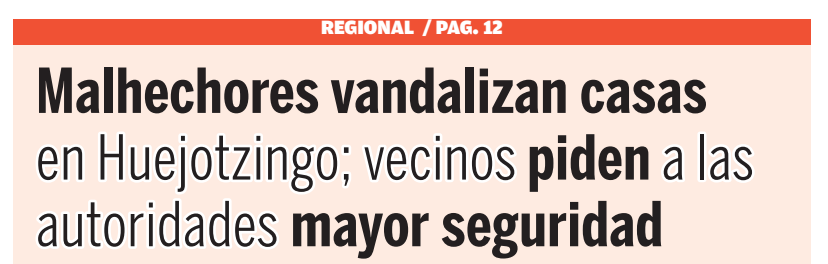 REGIONAL / PAG. 12
Malhechores vandalizan casas
en Huejotzingo; vecinos piden a las
autoridades mayor seguridad